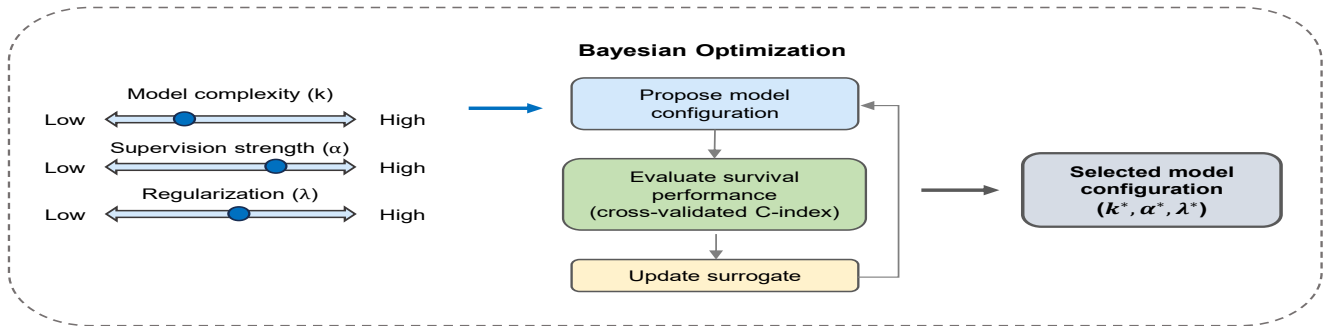 Bayesian Optimization
Model complexity (k)
Low High
Supervision strength (α)
Low High
Regularization (λ)
Low High
Propose model
configuration
Evaluate survival
performance
(cross-validated C-index)
Update surrogate
Selected model
configuration
(k*, α*, λ*)